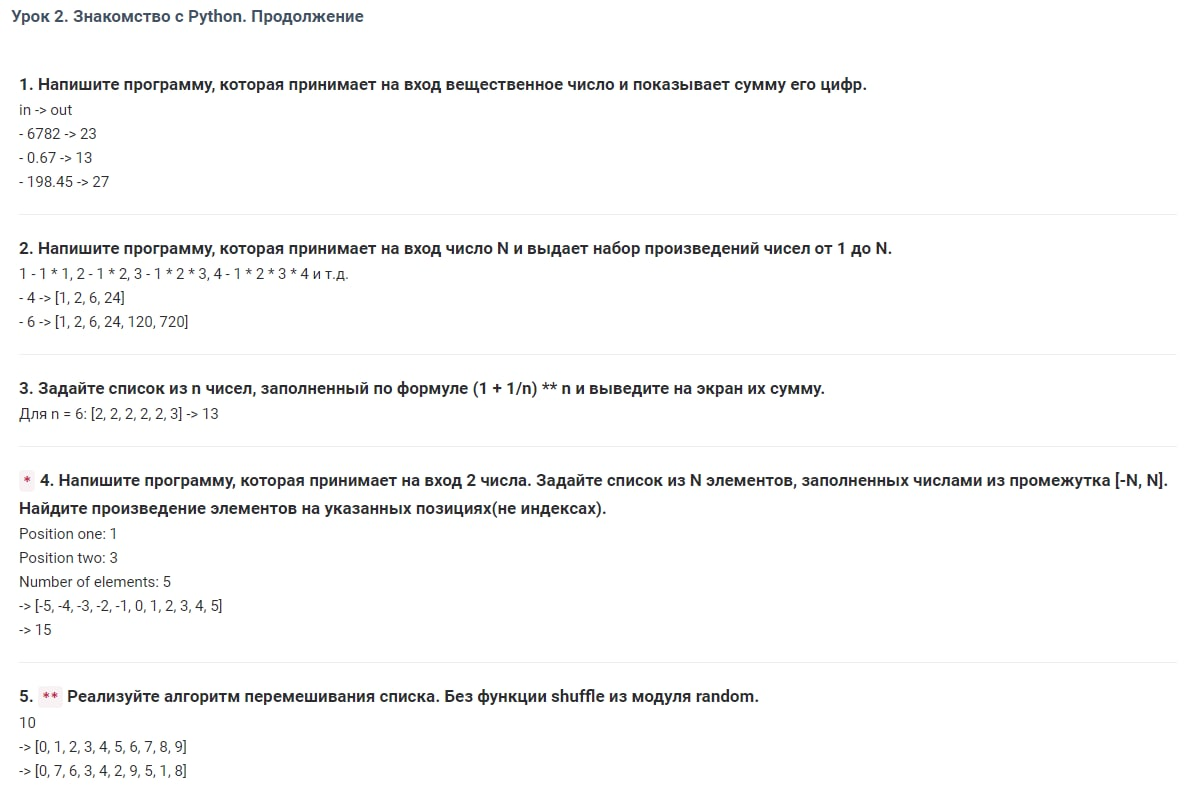 Урок 2. Знакомство с Python. Продолжение
1. Напишите программу, которая принимает на вход вещественное число и показывает сумму его цифр.
in -> out
- 6782 -> 23
- 0.67 -> 13
- 198.45 -> 27
2. Напишите программу, которая принимает на вход число N и выдает набор произведений чисел от 1 до N.
1 - 1 * 1, 2 - 1 * 2, 3 - 1 * 2 * 3, 4 - 1 * 2 * 3 * 4 и т.д.
- 4 -> [1, 2, 6, 24]
- 6 -> [1, 2, 6, 24, 120, 720]
3. Задайте список из n чисел, заполненный по формуле (1 + 1/n) ** n и выведите на экран их сумму.
Для n = 6: [2, 2, 2, 2, 2, 3] -> 13
* 4. Напишите программу, которая принимает на вход 2 числа. Задайте список из N элементов, заполненных числами из промежутка [-N, N].
Найдите произведение элементов на указанных позициях(не индексах).
Position one: 1
Position two: 3
Number of elements: 5
-> [-5, -4, -3, -2, -1, 0, 1, 2, 3, 4, 5]
-> 15
5. ** Реализуйте алгоритм перемешивания списка. Без функции shuffle из модуля random.
10
-> [0, 1, 2, 3, 4, 5, 6, 7, 8, 9]
-> [0, 7, 6, 3, 4, 2, 9, 5, 1, 8]